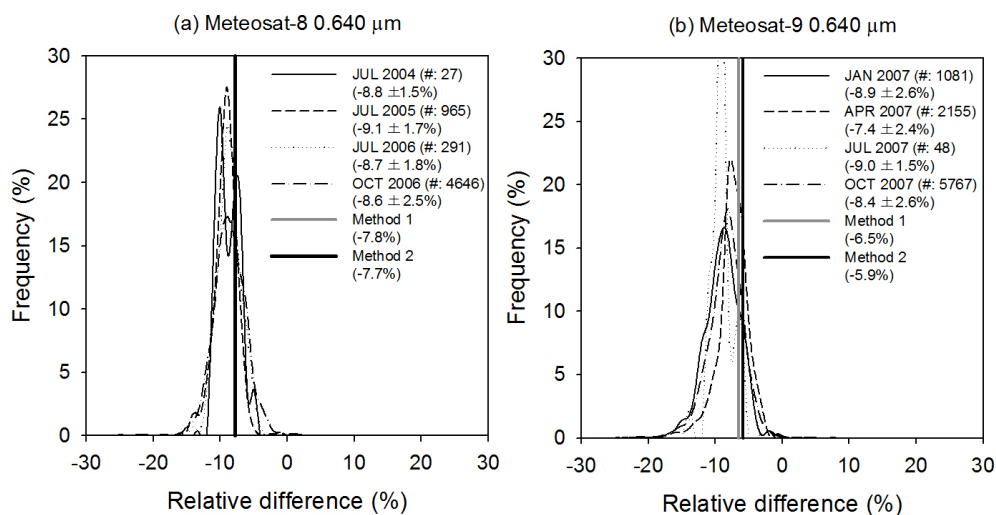 (a) Meteosat-8 0.640 μm
30
25
20
15
10
5
0
Frequency (%)
-30 -20 -10 0 10 20 30
Relative difference (%)
JUL 2004 (#: 27)
(-8.8 ±1.5%)
JUL 2005 (#: 965)
(-9.1 ±1.7%)
JUL 2006 (#: 291)
(-8.7 ±1.8%)
OCT 2006 (#: 4646)
(-8.6 ±2.5%)
Method 1
(-7.8%)
Method 2
(-7.7%)
(b) Meteosat-9 0.640 μm
30
25
20
15
10
5
0
Frequency (%)
-30 -20 -10 0 10 20 30
Relative difference (%)
JAN 2007 (#: 1081)
(-8.9 ±2.6%)
APR 2007 (#: 2155)
(-7.4 ±2.4%)
JUL 2007 (#: 48)
(-9.0 ±1.5%)
OCT 2007 (#: 5767)
(-8.4 ±2.6%)
Method 1
(-6.5%)
Method 2
(-5.9%)